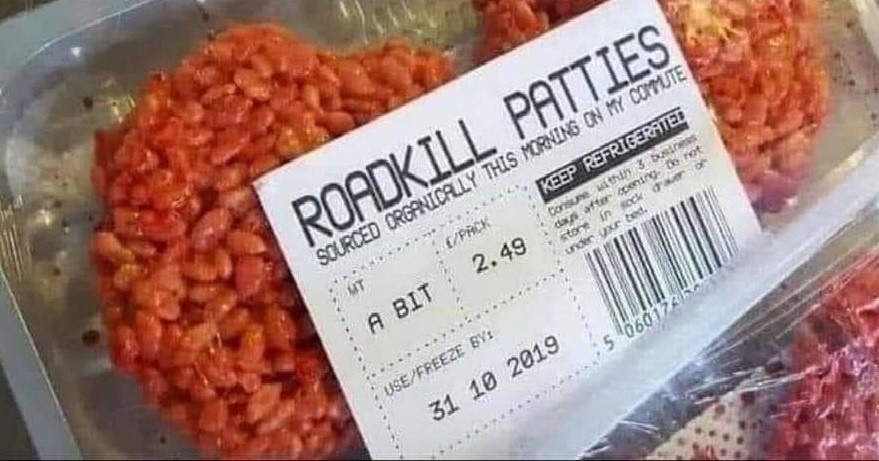 ROADKILL PATTIES
SOURCED ORGANICALLY THIS MORNING ON MY COMMUTE
WT
A BIT
£/PACK
2.49
USE/FREEZE BY:
31 10 2019
KEEP REFRIGERATED
Consume within 3 business
days after opening. Do not
store in sock drawer or
under your bed.
5 06017